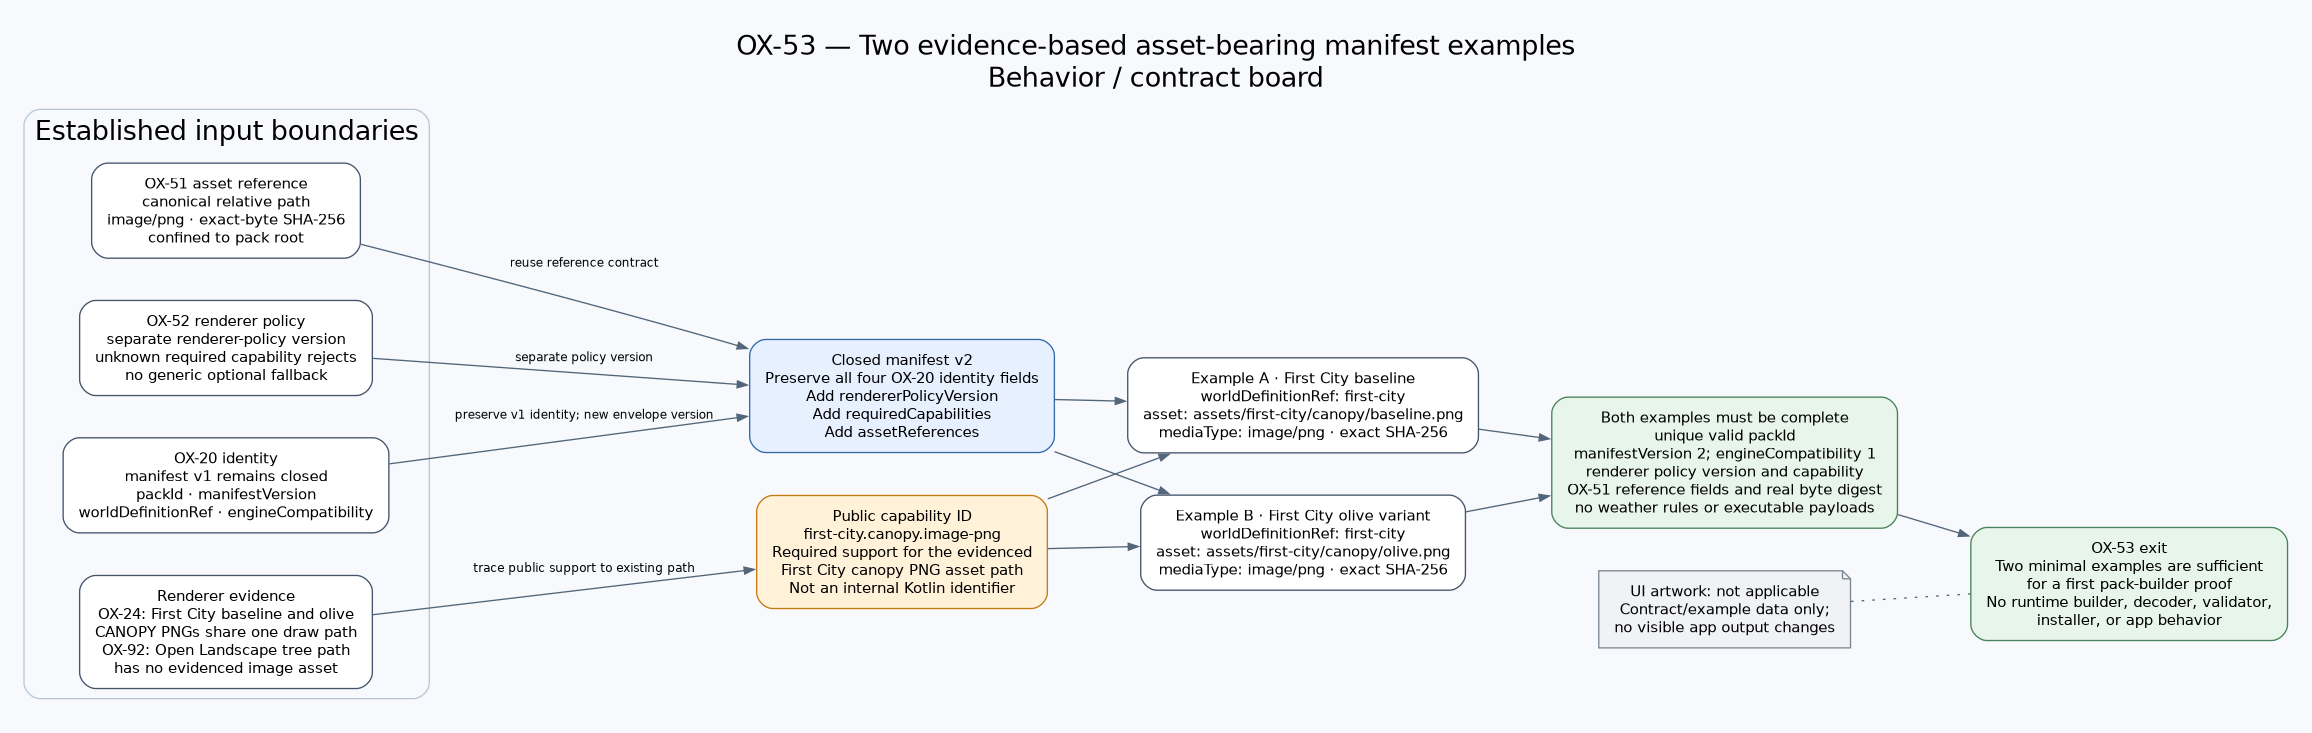 OX-53 — Two evidence-based asset-bearing manifest examples
Behavior / contract board
Established input boundaries
OX-51 asset reference
canonical relative path
image/png · exact-byte SHA-256
confined to pack root
OX-52 renderer policy
separate renderer-policy version
unknown required capability rejects
no generic optional fallback
OX-20 identity
manifest v1 remains closed
packId · manifestVersion
worldDefinitionRef · engineCompatibility
Renderer evidence
OX-24: First City baseline and olive
CANOPY PNGs share one draw path
OX-92: Open Landscape tree path
has no evidenced image asset
reuse reference contract
separate policy version
preserve v1 identity; new envelope version
trace public support to existing path
Closed manifest v2
Preserve all four OX-20 identity fields
Add rendererPolicyVersion
Add requiredCapabilities
Add assetReferences
Public capability ID
first-city.canopy.image-png
Required support for the evidenced
First City canopy PNG asset path
Not an internal Kotlin identifier
Example A · First City baseline
worldDefinitionRef: first-city
asset: assets/first-city/canopy/baseline.png
mediaType: image/png · exact SHA-256
Example B · First City olive variant
worldDefinitionRef: first-city
asset: assets/first-city/canopy/olive.png
mediaType: image/png · exact SHA-256
Both examples must be complete
unique valid packId
manifestVersion 2; engineCompatibility 1
renderer policy version and capability
OX-51 reference fields and real byte digest
no weather rules or executable payloads
UI artwork: not applicable
Contract/example data only;
no visible app output changes
OX-53 exit
Two minimal examples are sufficient
for a first pack-builder proof
No runtime builder, decoder, validator,
installer, or app behavior